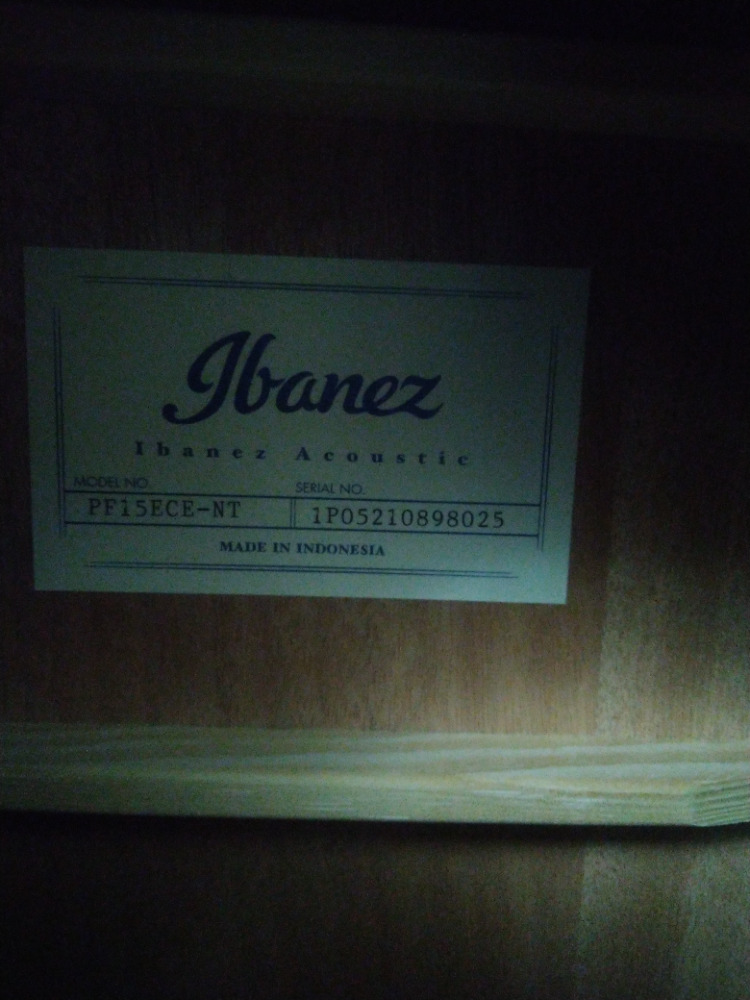 Ibanez
Ibanez Acoustic
MODEL NO. SERIAL NO.
PF15ECE-NT 1P05210898025
MADE IN INDONESIA